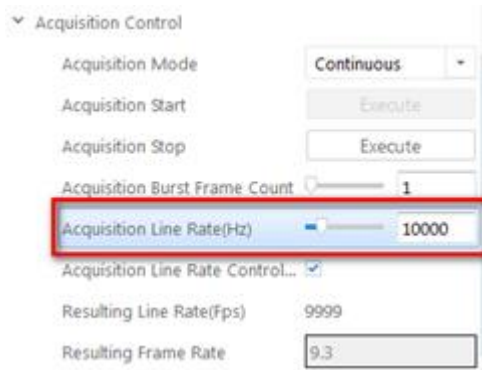 Acquisition Control
Acquisition Mode Continuous
Acquisition Start Execute
Acquisition Stop Execute
Acquisition Burst Frame Count 1
Acquisition Line Rate(Hz) 10000
Acquisition Line Rate Control...
Resulting Line Rate(Fps) 9999
Resulting Frame Rate 9.3